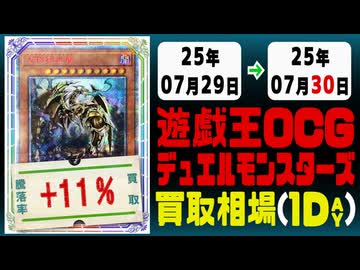 25年
07月29日
25年
07月30日
遊戯王OCG
デュエルモンスターズ
買取相場(1D)
買取
+11%
騰落率